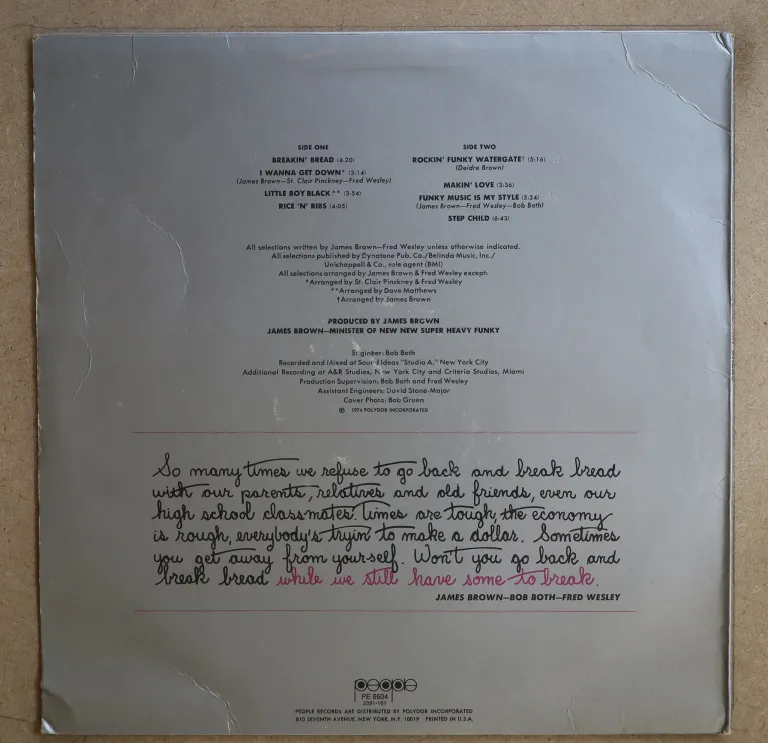 SIDE ONE
BREAKIN' BREAD (4:20)
I WANNA GET DOWN* (3:14)
(James Brown—St. Clair Pinckney—Fred Wesley)
LITTLE BOY BLACK** (3:54)
RICE 'N' RIBS (4:05)
SIDE TWO
ROCKIN' FUNKY WATERGATE† (5:16)
(Deidre Brown)
MAKIN' LOVE (3:36)
FUNKY MUSIC IS MY STYLE (5:24)
(James Brown—Fred Wesley—Bob Both)
STEP CHILD (6:43)
All selections written by James Brown—Fred Wesley unless otherwise indicated.
All selections published by Dynatone Pub. Co./Belinda Music, Inc./
Unichappell & Co., sole agent (BMI)
All selections arranged by James Brown & Fred Wesley except:
*Arranged by St. Clair Pinckney & Fred Wesley
**Arranged by Dave Matthews
†Arranged by James Brown
PRODUCED BY JAMES BROWN
JAMES BROWN—MINISTER OF NEW NEW SUPER HEAVY FUNKY
Engineer: Bob Both
Recorded and Mixed at Sound Ideas "Studio A," New York City
Additional Recording at A&R Studios, New York City and Criteria Studios, Miami
Production Supervision: Bob Both and Fred Wesley
Assistant Engineers: David Stone-Major
Cover Photo: Bob Gruen
℗ 1974 POLYDOR INCORPORATED
So many times we refuse to go back and break bread
with our parents, relatives and old friends, even our
high school classmates. Times are tough, the economy
is rough, everybody's tryin' to make a dollar. Sometimes
you get away from your-self. Won't you go back and
break bread while we still have some to break.
JAMES BROWN—BOB BOTH—FRED WESLEY
people
PE 6604
2391-161
PEOPLE RECORDS ARE DISTRIBUTED BY POLYDOR INCORPORATED
810 SEVENTH AVENUE, NEW YORK, N.Y. 10019 PRINTED IN U.S.A.